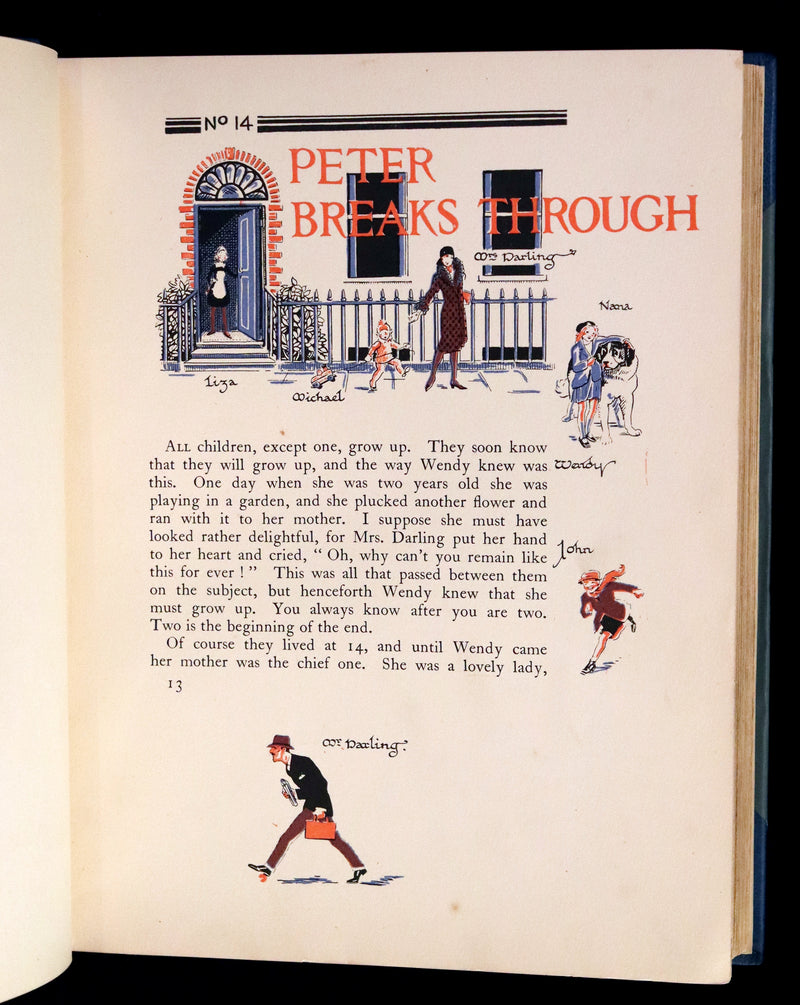 No 14
PETER
BREAKS THROUGH
Mrs Darling
Nana
Liza
Michael
Wendy
ALL children, except one, grow up. They soon know
that they will grow up, and the way Wendy knew was
this. One day when she was two years old she was
playing in a garden, and she plucked another flower and
ran with it to her mother. I suppose she must have
looked rather delightful, for Mrs. Darling put her hand
to her heart and cried, “ Oh, why can’t you remain like
this for ever ! ” This was all that passed between them
on the subject, but henceforth Wendy knew that she
must grow up. You always know after you are two.
Two is the beginning of the end.
John
Of course they lived at 14, and until Wendy came
her mother was the chief one. She was a lovely lady,
13
Mr. Darling.